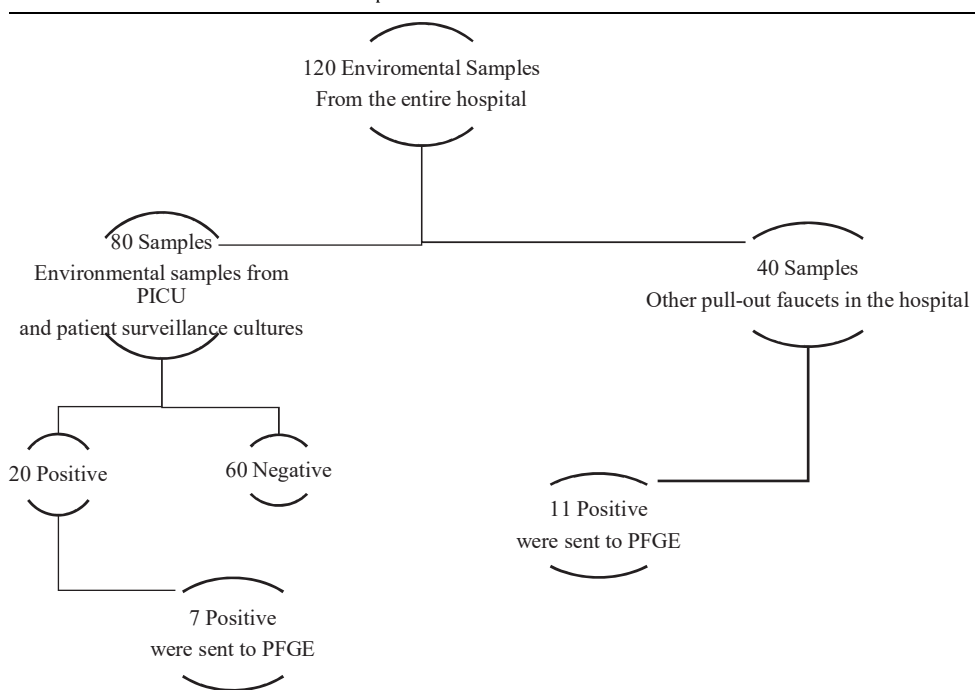 120 Enviromental Samples
From the entire hospital
80 Samples
Environmental samples from
PICU
and patient surveillance cultures
40 Samples
Other pull-out faucets in the hospital
20 Positive
60 Negative
11 Positive
were sent to PFGE
7 Positive
were sent to PFGE